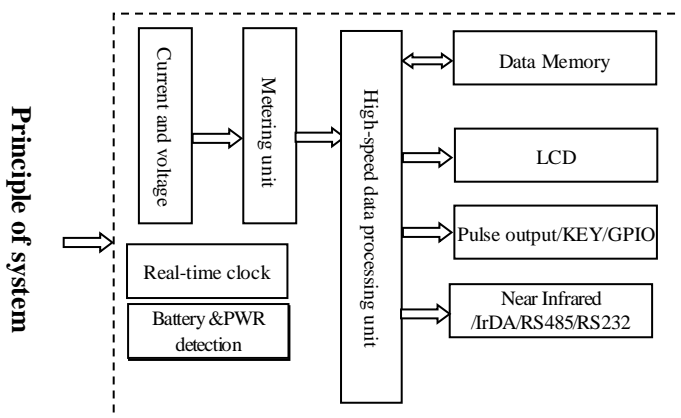 Principle of system
Current and voltage
Metering unit
High-speed data processing unit
Real-time clock
Battery &PWR
detection
Data Memory
LCD
Pulse output/KEY/GPIO
Near Infrared
/IrDA/RS485/RS232